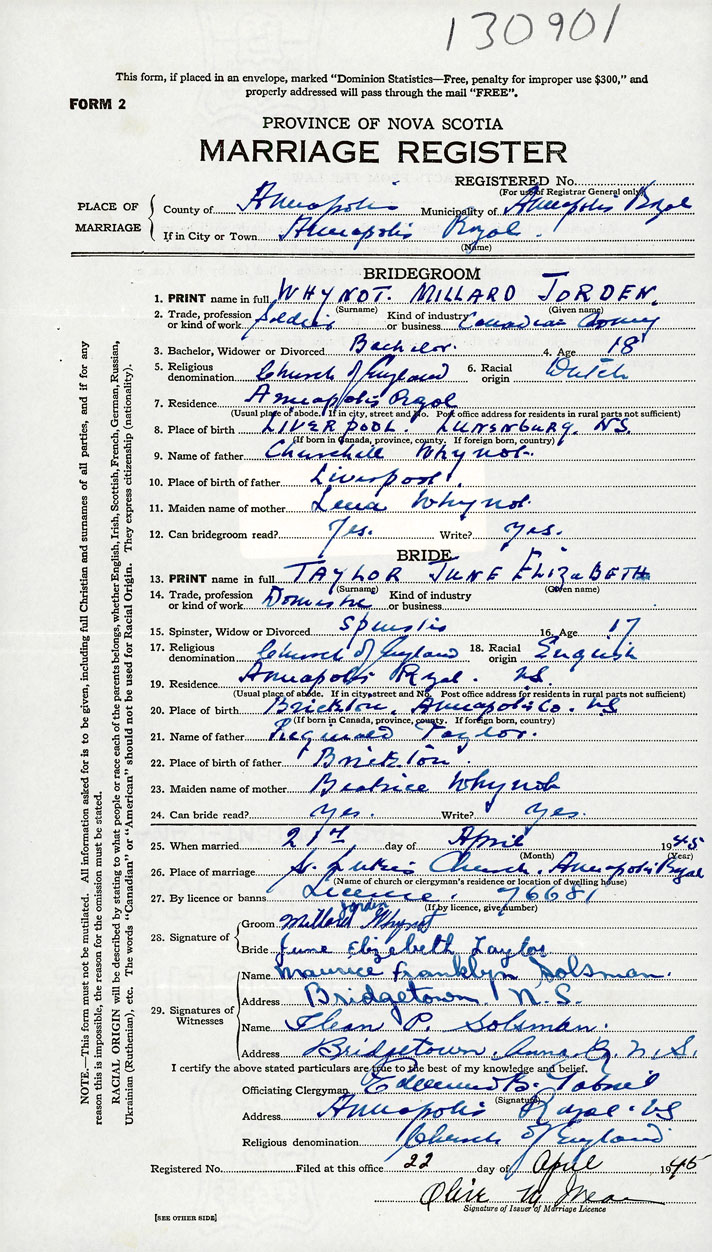 130901
This form, if placed in an envelope, marked “Dominion Statistics—Free, penalty for improper use $300,” and
properly addressed will pass through the mail “FREE”.
FORM 2
PROVINCE OF NOVA SCOTIA
MARRIAGE REGISTER
REGISTERED No.
(For use of Registrar General only)
PLACE OF MARRIAGE
County of Annapolis Municipality of Annapolis Royal
If in City or Town Annapolis Royal.
(Name)
BRIDEGROOM
1. PRINT name in full WHYNOT. MILLARD JORDEN.
(Surname) (Given name)
2. Trade, profession or kind of work Soldier Kind of industry or business Canadian Army
3. Bachelor, Widower or Divorced Bachelor. 4. Age 18
5. Religious denomination Church of England 6. Racial origin Dutch
7. Residence Annapolis Royal
(Usual place of abode. If in city, street and No. Post office address for residents in rural parts not sufficient)
8. Place of birth LIVERPOOL. LUNENBURG. NS.
(If born in Canada, province, county. If foreign born, country)
9. Name of father Churchill Whynot.
10. Place of birth of father Liverpool.
11. Maiden name of mother Lena Whynot.
12. Can bridegroom read? Yes. Write? Yes.
BRIDE
13. PRINT name in full TAYLOR JUNE ELIZABETH
(Surname) (Given name)
14. Trade, profession or kind of work Domestic Kind of industry or business
15. Spinster, Widow or Divorced Spinster 16. Age 17
17. Religious denomination Church of England 18. Racial origin English
19. Residence Annapolis Royal. NS.
(Usual place of abode. If in city, street and No. Post office address for residents in rural parts not sufficient)
20. Place of birth Brickton. Annapolis Co. NS
(If born in Canada, province, county. If foreign born, country)
21. Name of father Reginald Taylor.
22. Place of birth of father Brickton.
23. Maiden name of mother Beatrice Whynot
24. Can bride read? Yes. Write? Yes.
25. When married 21st day of April 1945
(Month) (Year)
26. Place of marriage St. Lukes Church. Annapolis Royal
(Name of church or clergyman's residence or location of dwelling house)
27. By licence or banns Licence. 76681
(If by licence, give number)
28. Signature of
Groom Millard Jorden Whynot
Bride June Elizabeth Taylor
29. Signatures of Witnesses
Name Maurice Franklyn Solsman.
Address Bridgetown N.S.
Name P. Solsman.
Address Bridgetown. Anna. Co. N.S.
I certify the above stated particulars are true to the best of my knowledge and belief.
Officiating Clergyman B.
(Signature)
Address Annapolis Royal. NS
Religious denomination Church of England
Registered No. Filed at this office 22 day of April 1945
Olive M
Signature of Issuer of Marriage Licence
[SEE OTHER SIDE]
NOTE.—This form must not be mutilated. All information asked for is to be given, including full Christian and surnames of all parties, and if for any
reason this is impossible, the reason for the omission must be stated.
RACIAL ORIGIN will be described by stating to what people or race each of the parents belongs, whether English, Irish, Scottish, French, German, Russian,
Ukrainian (Ruthenian), etc. The words “Canadian” or “American” should not be used for Racial Origin. They express citizenship (nationality).